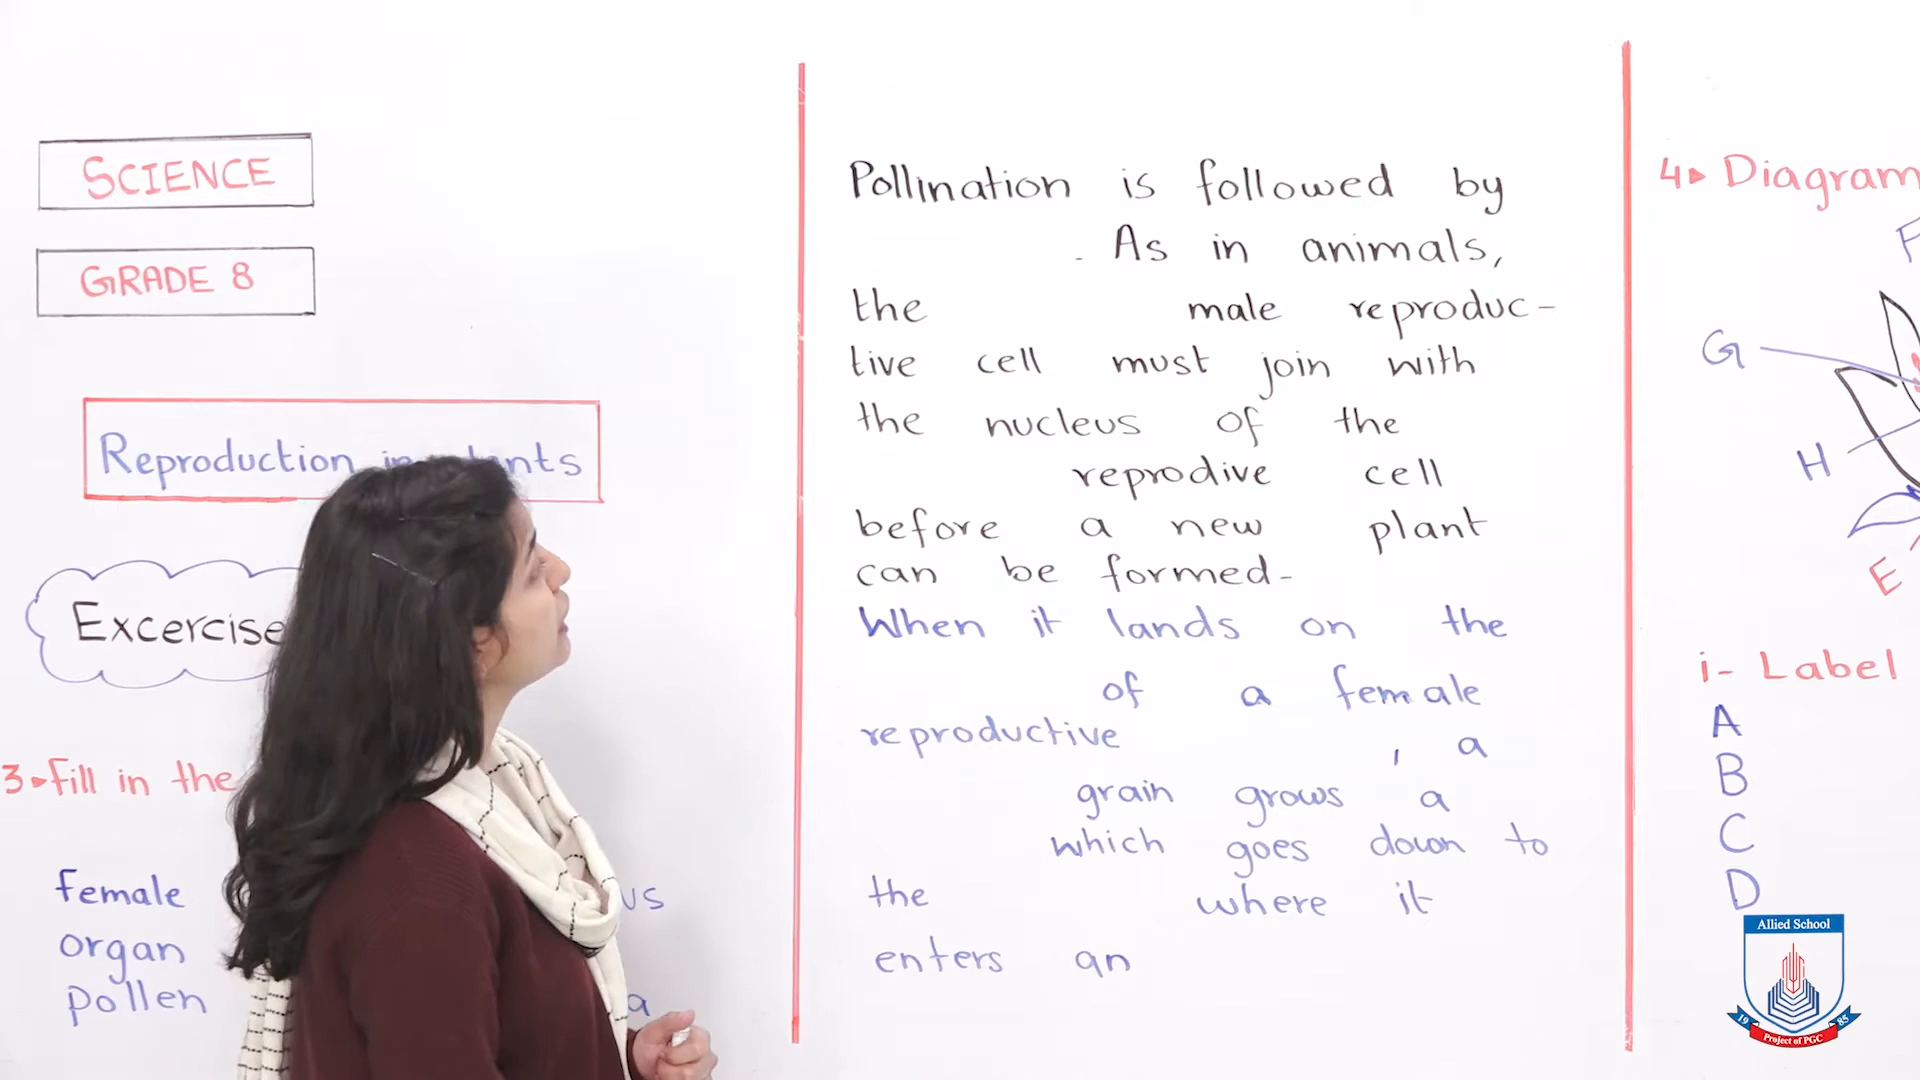 SCIENCE
GRADE 8
Reproduction
Excercise
3. Fill in the
female
organ
pollen
Pollination is followed by
. As in animals,
the male reproduc-
tive cell must join with
the nucleus of the
reprodive cell
before a new plant
can be formed-
When it lands on the
of a female
reproductive , a
grain grows a
which goes down to
the where it
enters an
4. Diagram
F
G
H
E
i- Label
A
B
C
D
Allied School
19 85
Project of PGC